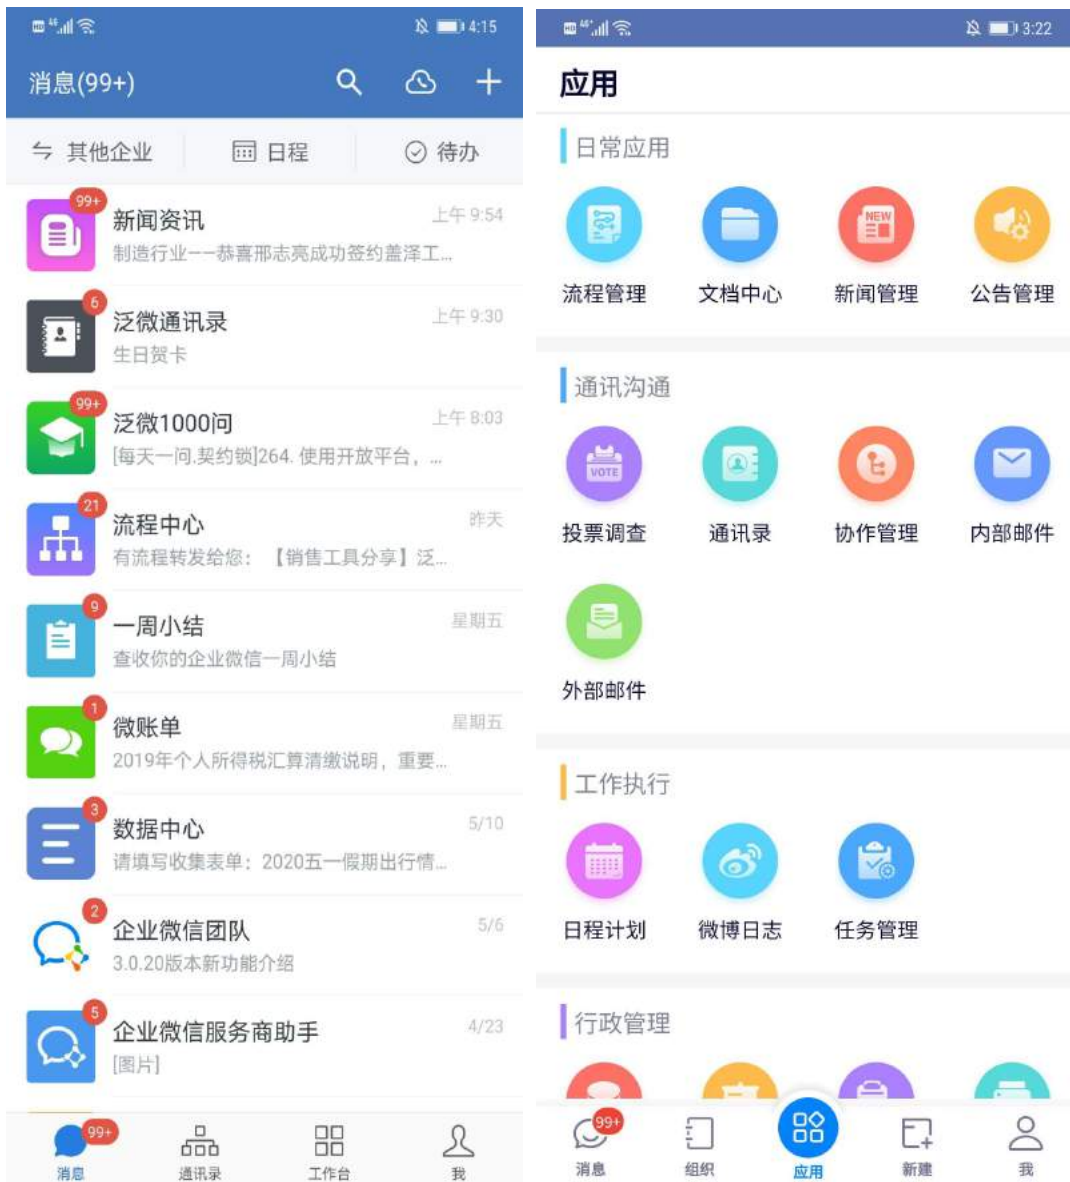 HD 46 4:15
消息(99+)
其他企业 日程 待办
99+
新闻资讯 上午 9:54
制造行业——恭喜邢志亮成功签约盖泽工...
6
泛微通讯录 上午 9:30
生日贺卡
99+
泛微1000问 上午 8:03
[每天一问.契约锁]264. 使用开放平台，...
21
流程中心 昨天
有流程转发给您：【销售工具分享】泛...
9
一周小结 星期五
查收你的企业微信一周小结
1
微账单 星期五
2019年个人所得税汇算清缴说明，重要...
3
数据中心 5/10
请填写收集表单：2020五一假期出行情...
2
企业微信团队 5/6
3.0.20版本新功能介绍
5
企业微信服务商助手 4/23
[图片]
99+
消息 通讯录 工作台 我
HD 46 3:22
应用
日常应用
NEW
流程管理 文档中心 新闻管理 公告管理
通讯沟通
VOTE
投票调查 通讯录 协作管理 内部邮件
外部邮件
工作执行
日程计划 微博日志 任务管理
行政管理
99+
消息 组织 应用 新建 我